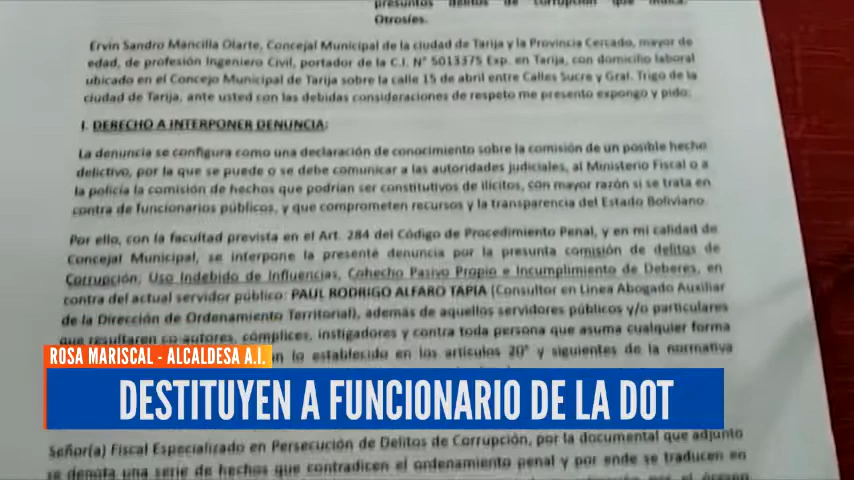 presuntos delitos de corrupción que indica.
Otrosíes.
Ervin Sandro Mancilla Olarte, Concejal Municipal de la ciudad de Tarija y la Provincia Cercado, mayor de
edad, de profesión Ingeniero Civil, portador de la C.I. N° 5013375 Exp. en Tarija, con domicilio laboral
ubicado en el Concejo Municipal de Tarija sobre la calle 15 de abril entre Calles Sucre y Gral. Trigo de la
ciudad de Tarija, ante usted con las debidas consideraciones de respeto me presento expongo y pido:
I. DERECHO A INTERPONER DENUNCIA:
La denuncia se configura como una declaración de conocimiento sobre la comisión de un posible hecho
delictivo, por la que se puede o se debe comunicar a las autoridades judiciales, al Ministerio Fiscal o a
la policía la comisión de hechos que podrían ser constitutivos de ilícitos, con mayor razón si se trata en
contra de funcionarios públicos, y que comprometen recursos y la transparencia del Estado Boliviano.
Por ello, con la facultad prevista en el Art. 284 del Código de Procedimiento Penal, y en mi calidad de
Concejal Municipal, se interpone la presente denuncia por la presunta comisión de delitos de
Corrupción, Uso Indebido de Influencias, Cohecho Pasivo Propio e Incumplimiento de Deberes, en
contra del actual servidor público: PAUL RODRIGO ALFARO TAPIA (Consultor en Linea Abogado Auxiliar
de la Dirección de Ordenamiento Territorial), además de aquellos servidores públicos y/o particulares
que resultaren co-autores, cómplices, instigadores y contra toda persona que asuma cualquier forma
lo establecido en los artículos 20° y siguientes de la normativa
ROSA MARISCAL - ALCALDESA A.I.
DESTITUYEN A FUNCIONARIO DE LA DOT
Señor(a) Fiscal Especializado en Persecución de Delitos de Corrupción, por la documental que adjunto
se denota una serie de hechos que contradicen el ordenamiento penal y por ende se traducen en